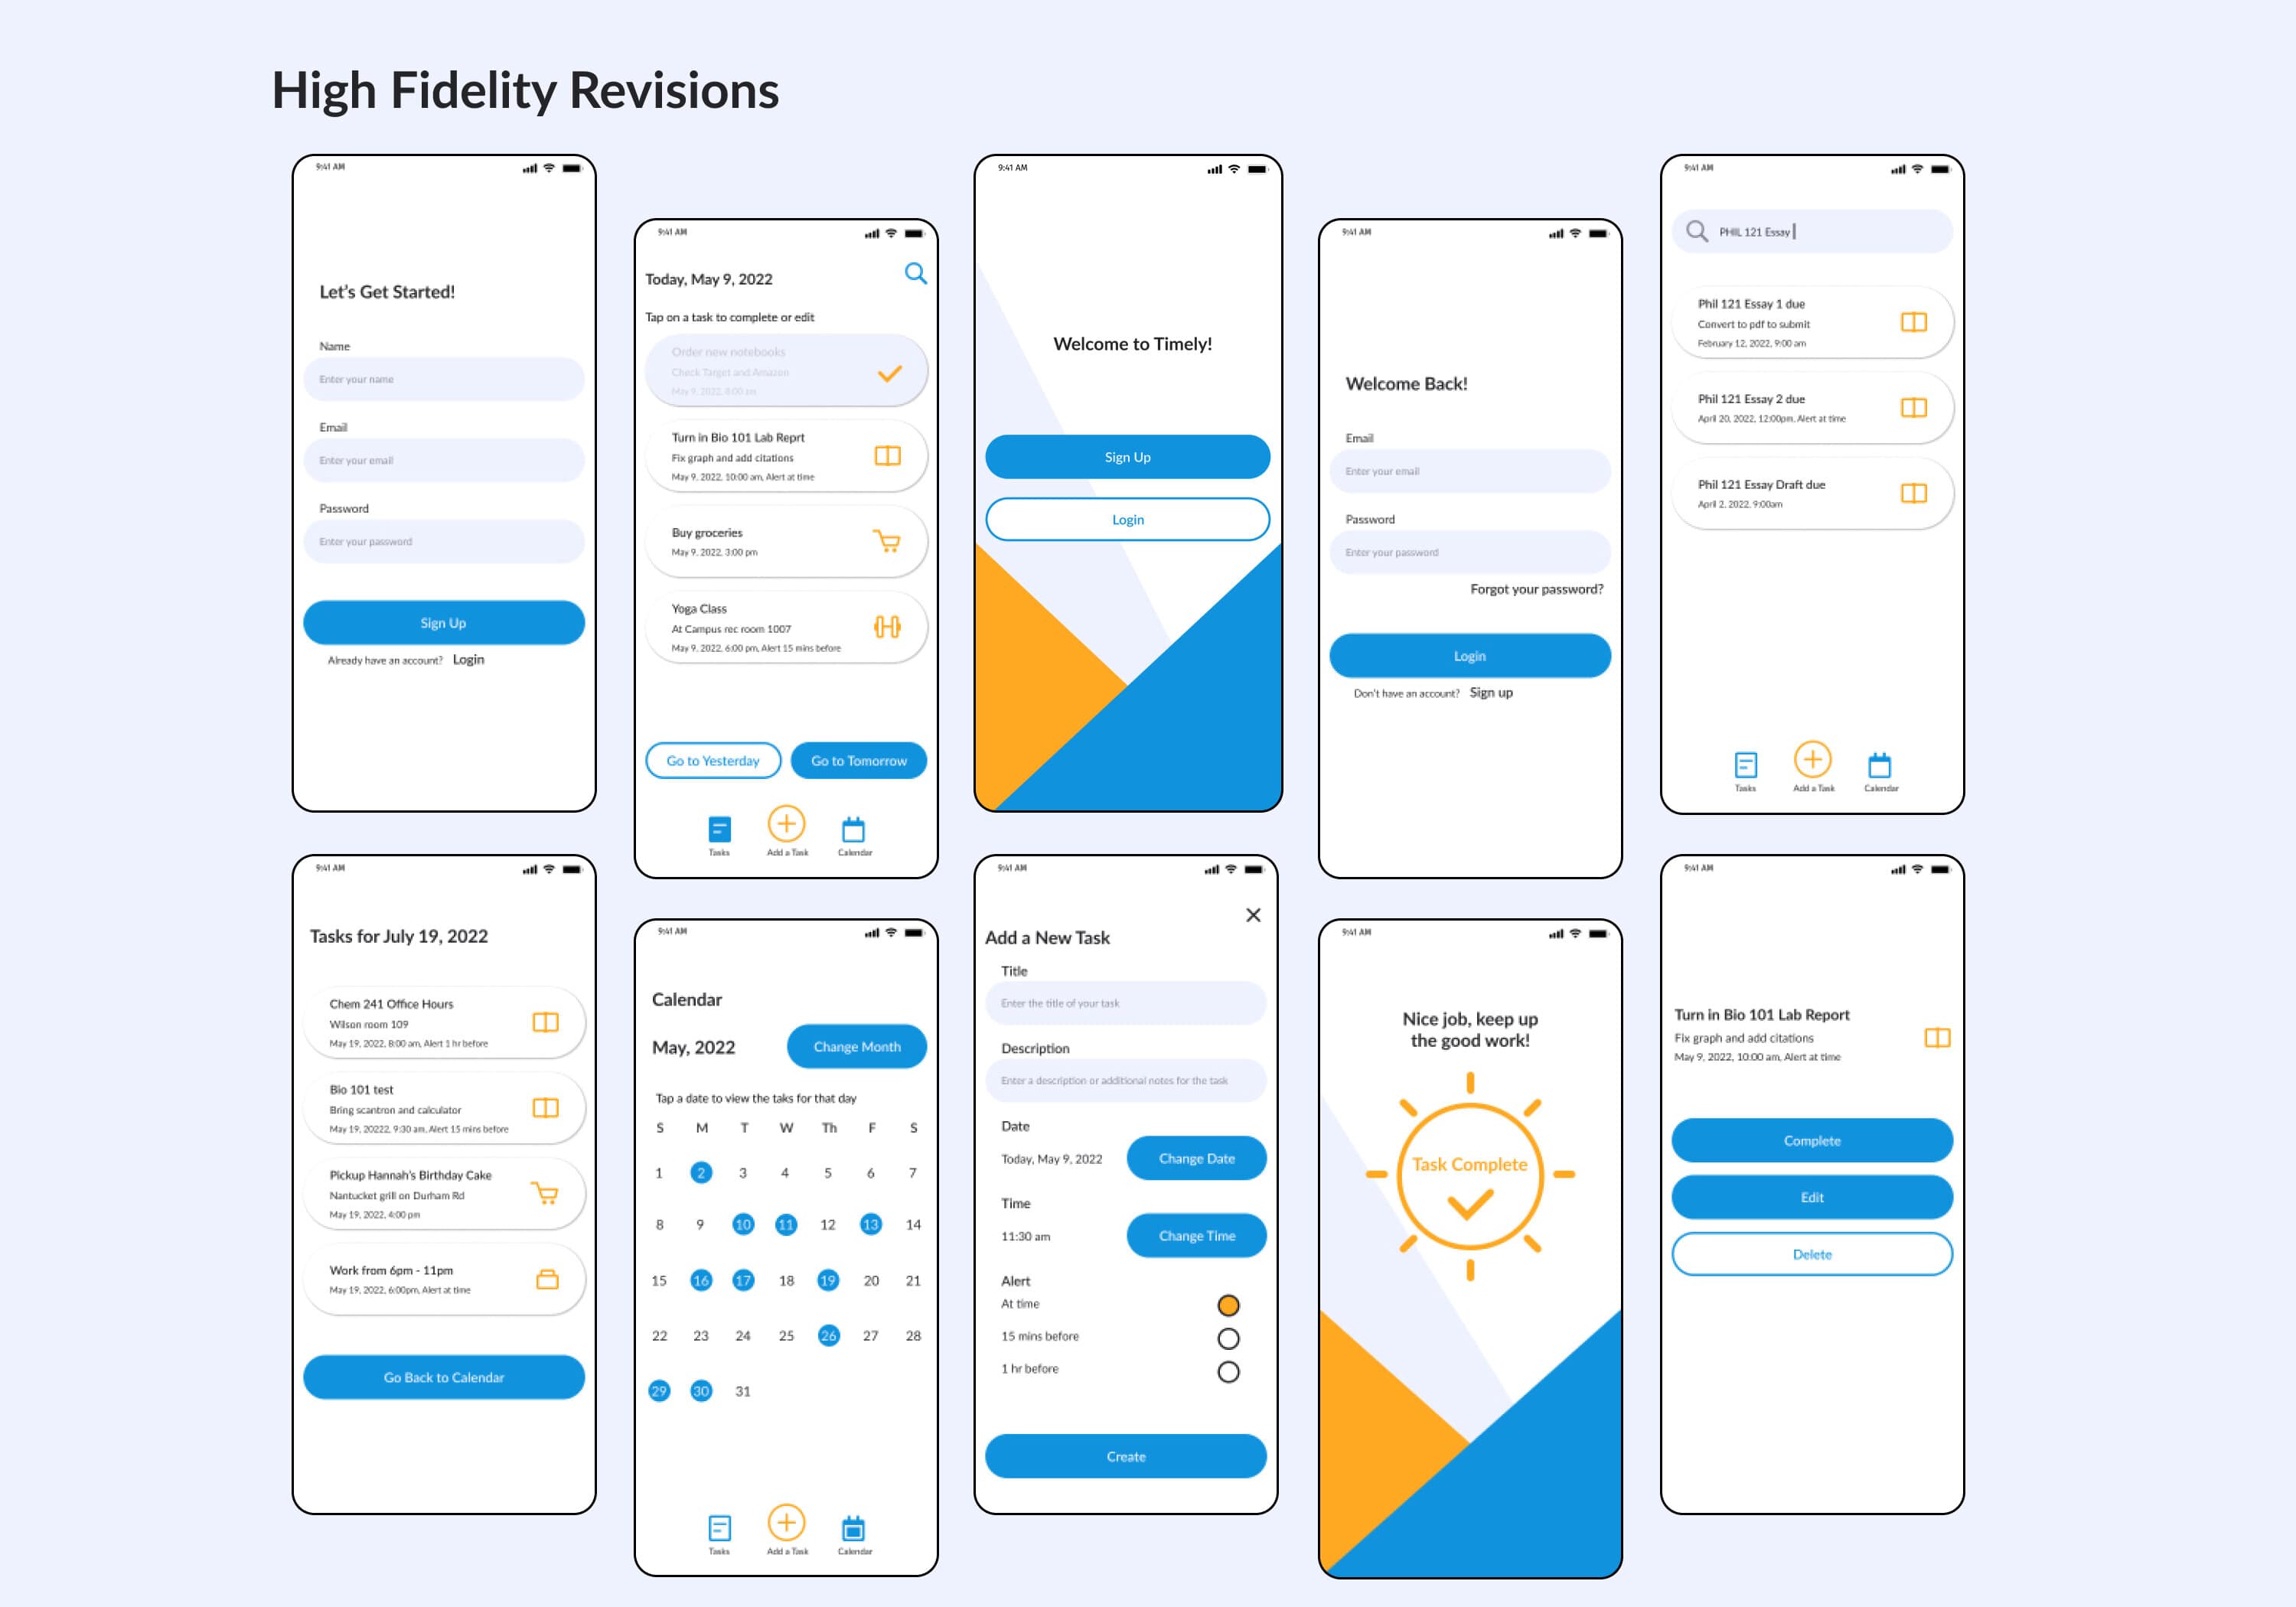 High Fidelity Revisions
9:41 AM
Let's Get Started!
Name
Enter your name
Email
Enter your email
Password
Enter your password
Sign Up
Already have an account? Login
9:41 AM
Today, May 9, 2022
Tap on a task to complete or edit
Order new notebooks
Check Target and Amazon
May 9, 2022, 8:00 am
Turn in Bio 101 Lab Reprt
Fix graph and add citations
May 9, 2022, 10:00 am, Alert at time
Buy groceries
May 9, 2022, 3:00 pm
Yoga Class
At Campus rec room 1007
May 9, 2022, 6:00 pm, Alert 15 mins before
Go to Yesterday Go to Tomorrow
Tasks Add a Task Calendar
9:41 AM
Welcome to Timely!
Sign Up
Login
9:41 AM
Welcome Back!
Email
Enter your email
Password
Enter your password
Forgot your password?
Login
Don't have an account? Sign up
9:41 AM
PHIL 121 Essay
Phil 121 Essay 1 due
Convert to pdf to submit
February 12, 2022, 9:00 am
Phil 121 Essay 2 due
April 20, 2022, 12:00pm, Alert at time
Phil 121 Essay Draft due
April 2, 2022, 9:00am
Tasks Add a Task Calendar
9:41 AM
Tasks for July 19, 2022
Chem 241 Office Hours
Wilson room 109
May 19, 2022, 8:00 am, Alert 1 hr before
Bio 101 test
Bring scantron and calculator
May 19, 20222, 9:30 am, Alert 15 mins before
Pickup Hannah's Birthday Cake
Nantucket grill on Durham Rd
May 19, 2022, 4:00 pm
Work from 6pm - 11pm
May 19, 2022, 6:00pm, Alert at time
Go Back to Calendar
9:41 AM
Calendar
May, 2022 Change Month
Tap a date to view the taks for that day
S M T W Th F S
1 2 3 4 5 6 7
8 9 10 11 12 13 14
15 16 17 18 19 20 21
22 23 24 25 26 27 28
29 30 31
Tasks Add a Task Calendar
9:41 AM
Add a New Task
Title
Enter the title of your task
Description
Enter a description or additional notes for the task
Date
Today, May 9, 2022 Change Date
Time
11:30 am Change Time
Alert
At time
15 mins before
1 hr before
Create
9:41 AM
Nice job, keep up
the good work!
Task Complete
9:41 AM
Turn in Bio 101 Lab Report
Fix graph and add citations
May 9, 2022, 10:00 am, Alert at time
Complete
Edit
Delete